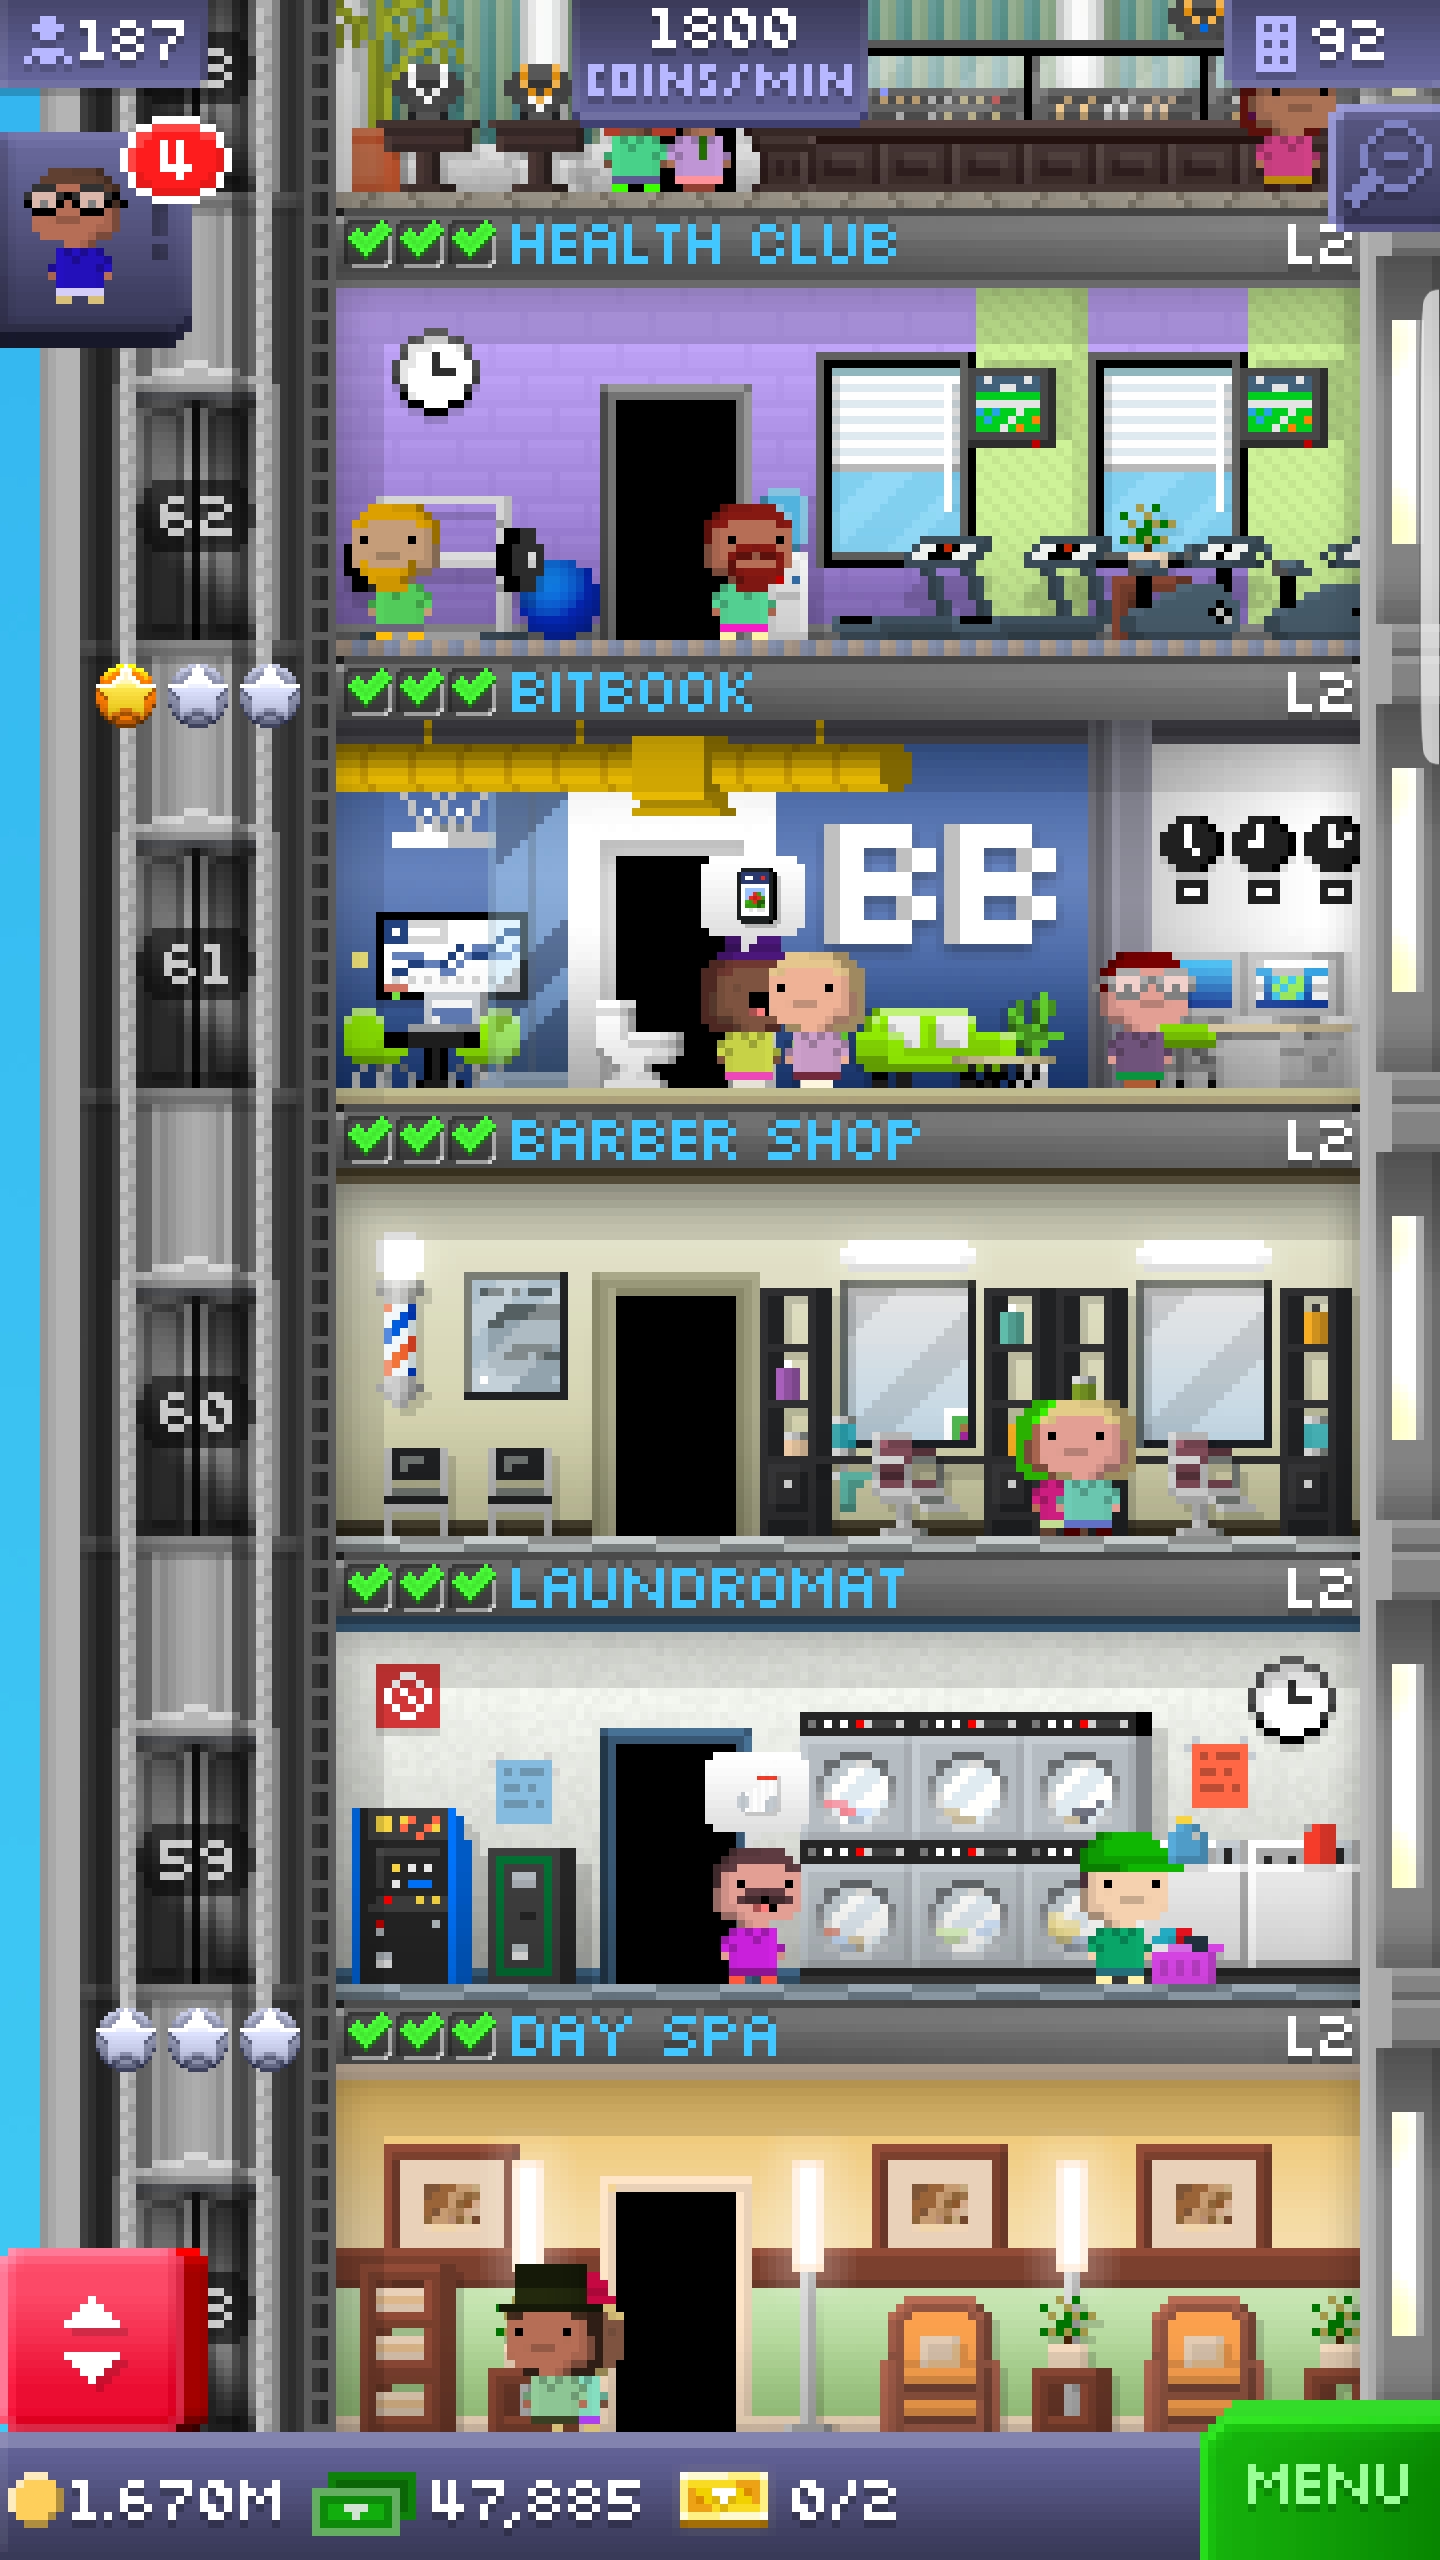 187
1800
COINS/MIN
92
4
HEALTH CLUB L2
62
BITBOOK L2
BB
61
BARBER SHOP L2
60
LAUNDROMAT L2
59
DAY SPA L2
1.670M 47,885 0/2 MENU